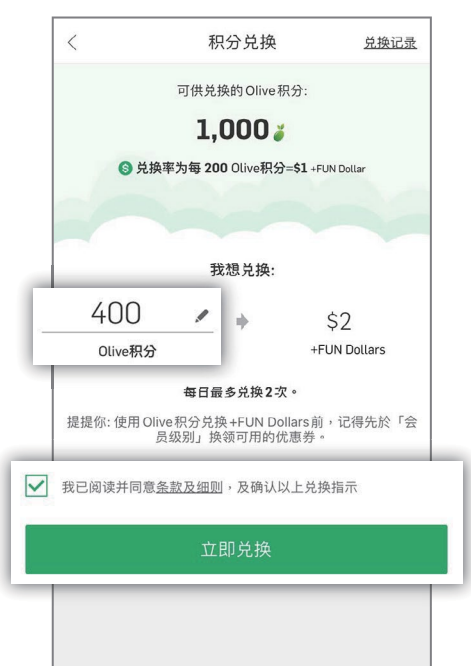 积分兑换 兑换记录
可供兑换的Olive积分:
1,000
$ 兑换率为每 200 Olive积分=$1 +FUN Dollar
我想兑换:
400 $2
Olive积分 +FUN Dollars
每日最多兑换2次。
提提你: 使用 Olive积分兑换 +FUN Dollars前，记得先於「会
员级别」换领可用的优惠券。
我已阅读并同意条款及细则，及确认以上兑换指示
立即兑换